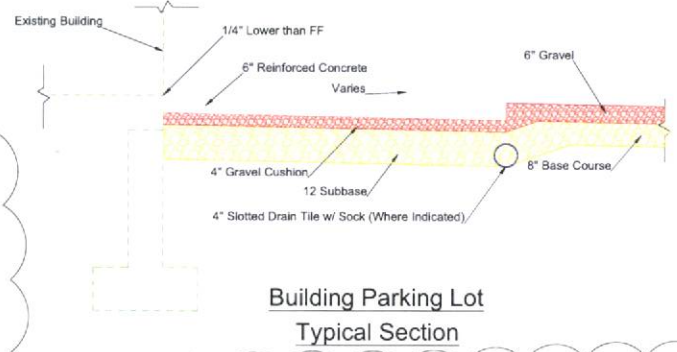 Existing Building
1/4" Lower than FF
6" Reinforced Concrete
6" Gravel
Varies
4" Gravel Cushion
8" Base Course
12 Subbase
4" Slotted Drain Tile w/ Sock (Where Indicated)
Building Parking Lot
Typical Section